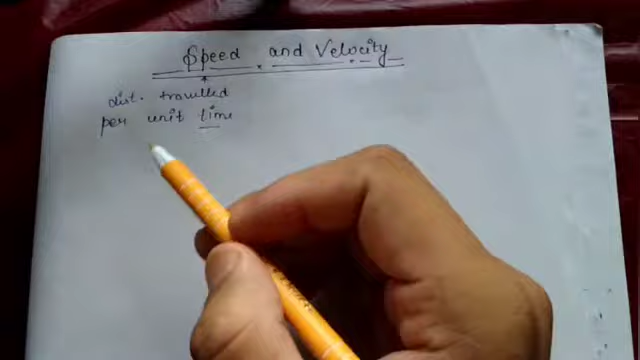 Speed and Velocity
dist. travelled
per unit time